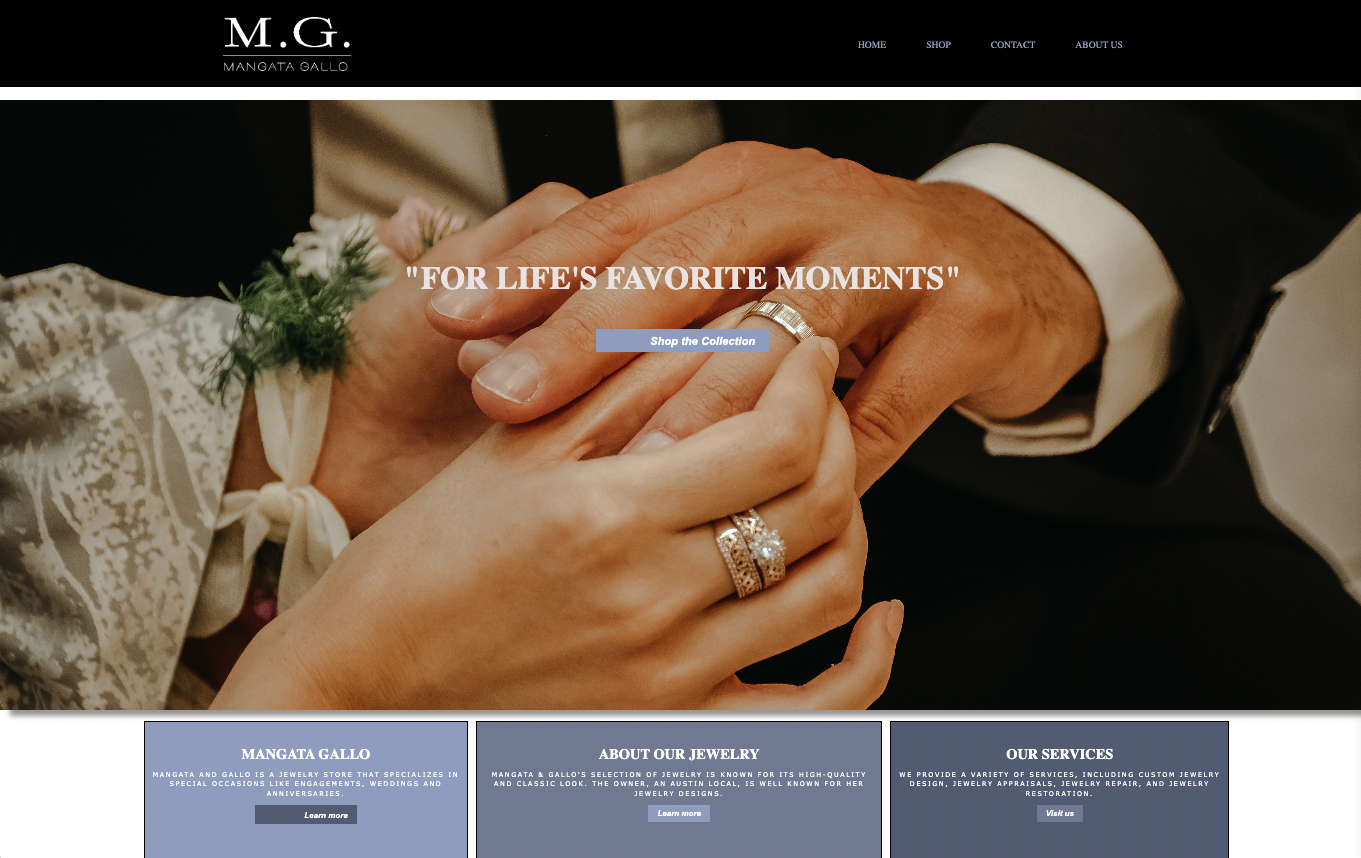 M.G.
MANGATA GALLO
HOME
SHOP
CONTACT
ABOUT US
"FOR LIFE'S FAVORITE MOMENTS"
Shop the Collection
MANGATA GALLO
MANGATA AND GALLO IS A JEWELRY STORE THAT SPECIALIZES IN
SPECIAL OCCASIONS LIKE ENGAGEMENTS, WEDDINGS AND
ANNIVERSARIES.
Learn more
ABOUT OUR JEWELRY
MANGATA & GALLO'S SELECTION OF JEWELRY IS KNOWN FOR ITS HIGH-QUALITY
AND CLASSIC LOOK. THE OWNER, AN AUSTIN LOCAL, IS WELL KNOWN FOR HER
JEWELRY DESIGNS.
Learn more
OUR SERVICES
WE PROVIDE A VARIETY OF SERVICES, INCLUDING CUSTOM JEWELRY
DESIGN, JEWELRY APPRAISALS, JEWELRY REPAIR, AND JEWELRY
RESTORATION.
Visit us